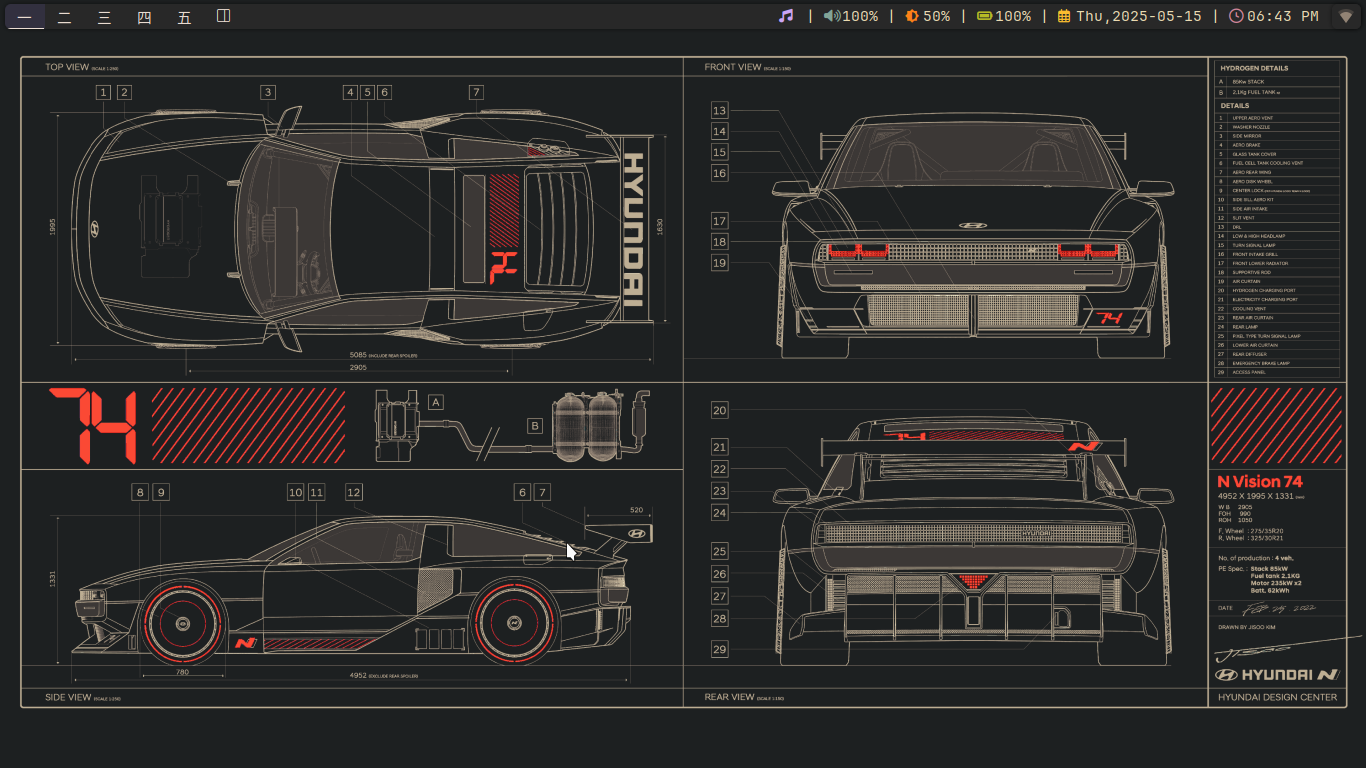 一 二 三 四 五
| 100% | 50% | 100% | Thu,2025-05-15 | 06:43 PM
TOP VIEW (SCALE 1:250)
1 2 3 4 5 6 7
1995
HYUNDAI
1630
74
5085 (INCLUDE REAR SPOILER)
2905
FRONT VIEW (SCALE 1:150)
13
14
15
16
17
18
19
74
HYDROGEN DETAILS
A 85Kw STACK
B 2.1Kg FUEL TANK
DETAILS
1 UPPER AERO VENT
2 WASHER NOZZLE
3 SIDE MIRROR
4 AERO BRAKE
5 GLASS TANK COVER
6 FUEL CELL TANK COOLING VENT
7 AERO REAR WING
8 AERO DISK WHEEL
9 CENTER LOCK
10 SIDE SILL AERO KIT
11 SIDE AIR INTAKE
12 SLIT VENT
13 DRL
14 LOW & HIGH HEADLAMP
15 TURN SIGNAL LAMP
16 FRONT INTAKE GRILL
17 FRONT LOWER RADIATOR
18 SUPPORTIVE ROD
19 AIR CURTAIN
20 HYDROGEN CHARGING PORT
21 ELECTRICITY CHARGING PORT
22 COOLING VENT
23 REAR AIR CURTAIN
24 REAR LAMP
25 PIXEL TYPE TURN SIGNAL LAMP
26 LOWER AIR CURTAIN
27 REAR DIFFUSER
28 EMERGENCY BRAKE LAMP
29 ACCESS PANEL
74
A
B
8 9 10 11 12 6 7
520
1331
N
780
4952 (EXCLUDE REAR SPOILER)
SIDE VIEW (SCALE 1:250)
20
21
22
23
24
25
26
27
28
29
74
N
HYUNDAI
REAR VIEW (SCALE 1:150)
N Vision 74
4952 X 1995 X 1331 (mm)
W B 2905
FOH 990
ROH 1050
F, Wheel : 275/35R20
R, Wheel : 325/30R21
No. of production : 4 veh.
PE Spec. : Stack 85kW
Fuel tank 2.1KG
Motor 235kW x2
Batt. 62kWh
DATE FEB 25 2022
DRAWN BY JISOO KIM
HYUNDAI N
HYUNDAI DESIGN CENTER